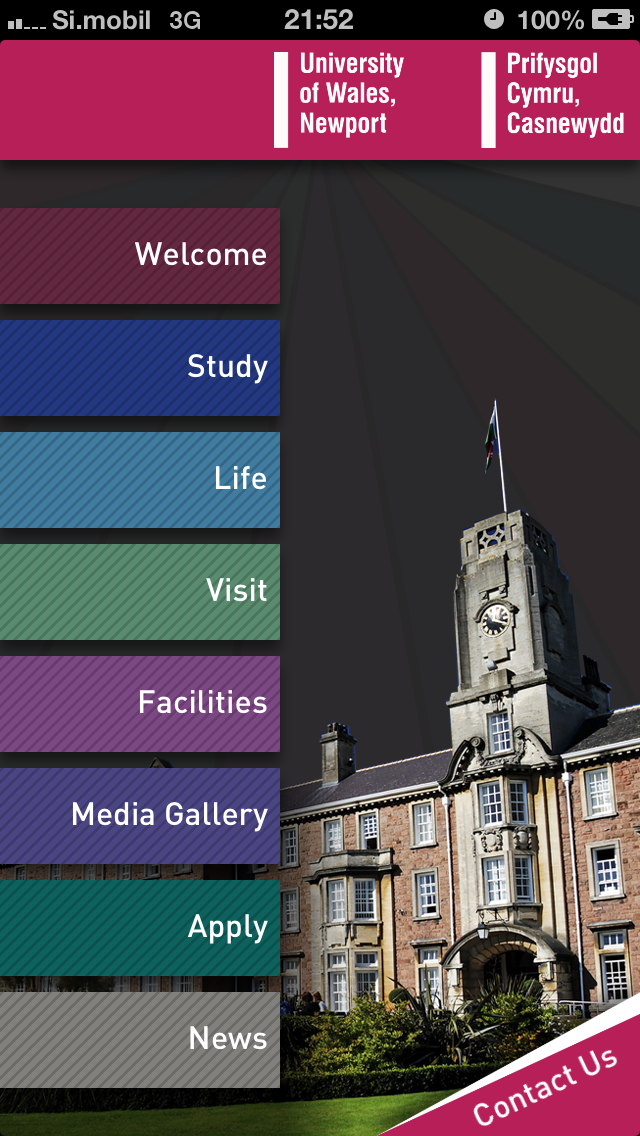 Si.mobil 3G 21:52 100%
University
of Wales,
Newport
Prifysgol
Cymru,
Casnewydd
Welcome
Study
Life
Visit
Facilities
Media Gallery
Apply
News
Contact Us